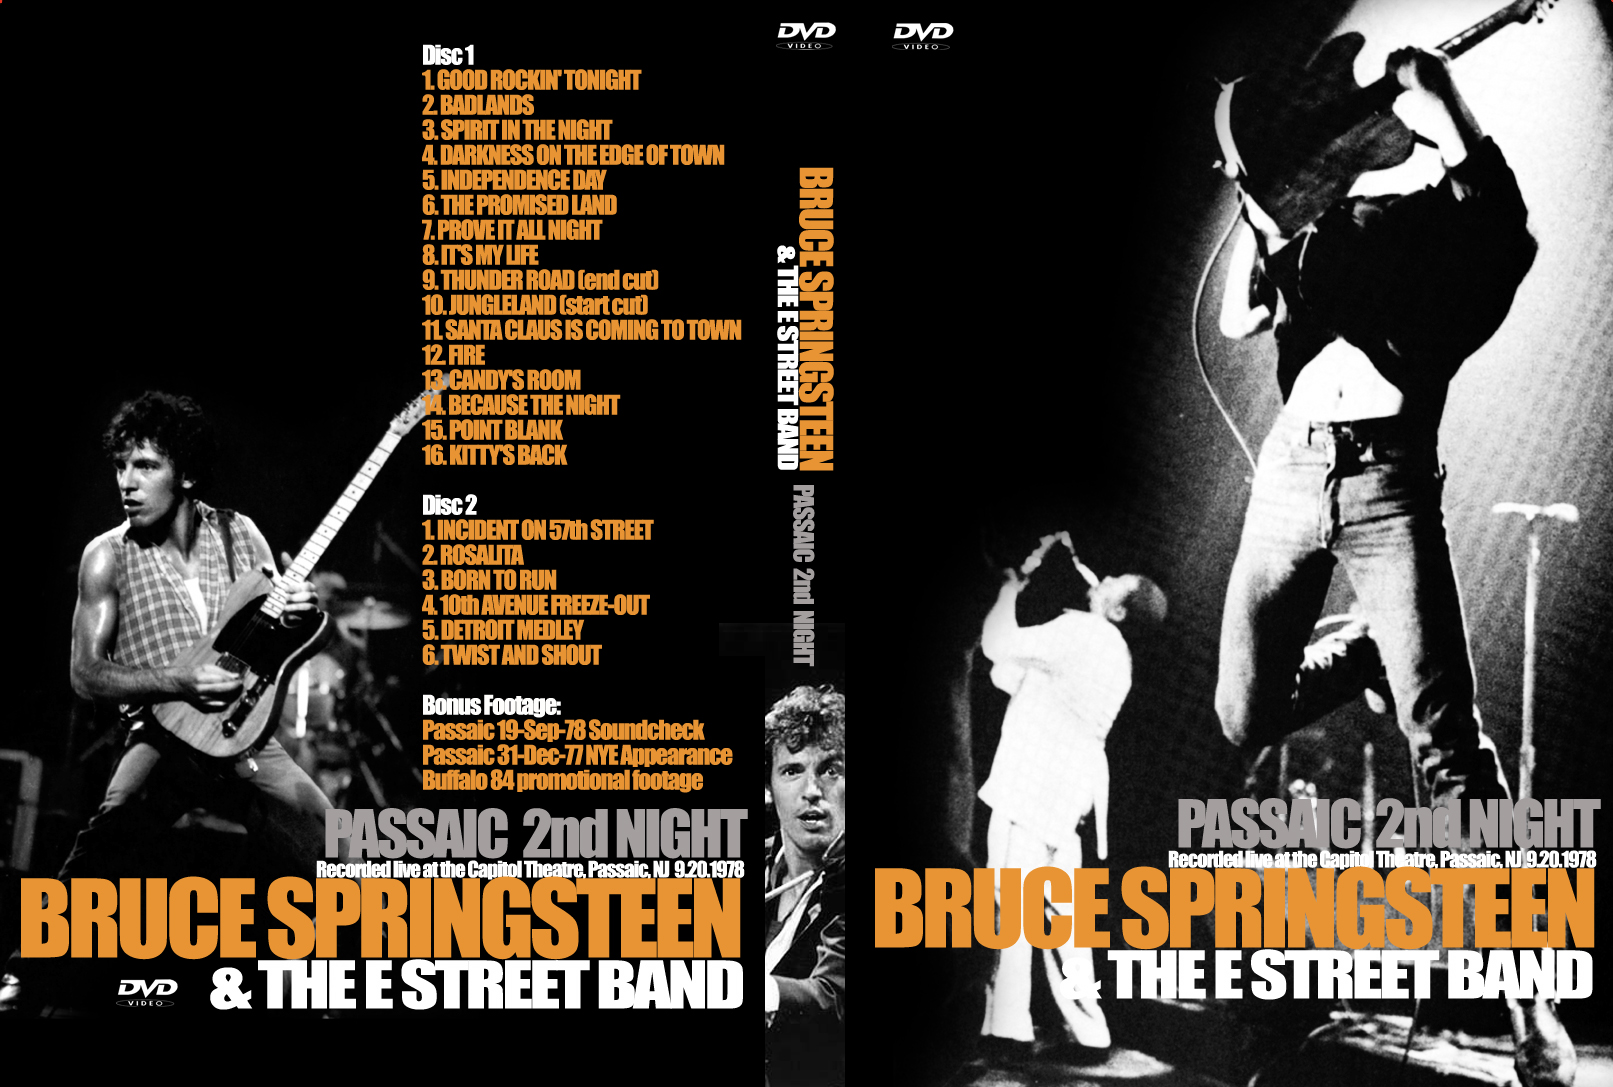 Disc 1
1. GOOD ROCKIN' TONIGHT
2. BADLANDS
3. SPIRIT IN THE NIGHT
4. DARKNESS ON THE EDGE OF TOWN
5. INDEPENDENCE DAY
6. THE PROMISED LAND
7. PROVE IT ALL NIGHT
8. IT'S MY LIFE
9. THUNDER ROAD (end cut)
10. JUNGLELAND (start cut)
11. SANTA CLAUS IS COMING TO TOWN
12. FIRE
13. CANDY'S ROOM
14. BECAUSE THE NIGHT
15. POINT BLANK
16. KITTY'S BACK
Disc 2
1. INCIDENT ON 57th STREET
2. ROSALITA
3. BORN TO RUN
4. 10th AVENUE FREEZE-OUT
5. DETROIT MEDLEY
6. TWIST AND SHOUT
Bonus Footage:
Passaic 19-Sep-78 Soundcheck
Passaic 31-Dec-77 NYE Appearance
Buffalo 84 promotional footage
PASSAIC 2nd NIGHT
Recorded live at the Capitol Theatre, Passaic, NJ 9.20.1978
BRUCE SPRINGSTEEN
& THE E STREET BAND
DVD
VIDEO
DVD
VIDEO
BRUCE SPRINGSTEEN
& THE E STREET BAND
PASSAIC 2nd NIGHT
DVD
VIDEO
PASSAIC 2nd NIGHT
Recorded live at the Capitol Theatre, Passaic, NJ 9.20.1978
BRUCE SPRINGSTEEN
& THE E STREET BAND